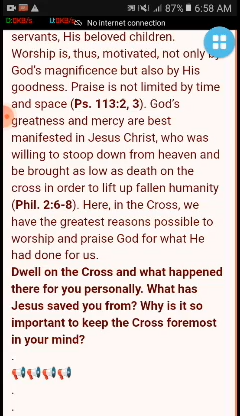 0:0KB/s
U:0KB/s
No internet connection
87%
6:58 AM
servants, His beloved children.
Worship is, thus, motivated, not only by
God's magnificence but also by His
goodness. Praise is not limited by time
and space (Ps. 113:2, 3). God's
greatness and mercy are best
manifested in Jesus Christ, who was
willing to stoop down from heaven and
be brought as low as death on the
cross in order to lift up fallen humanity
(Phil. 2:6-8). Here, in the Cross, we
have the greatest reasons possible to
worship and praise God for what He
had done for us.
Dwell on the Cross and what happened
there for you personally. What has
Jesus saved you from? Why is it so
important to keep the Cross foremost
in your mind?
.
.
.